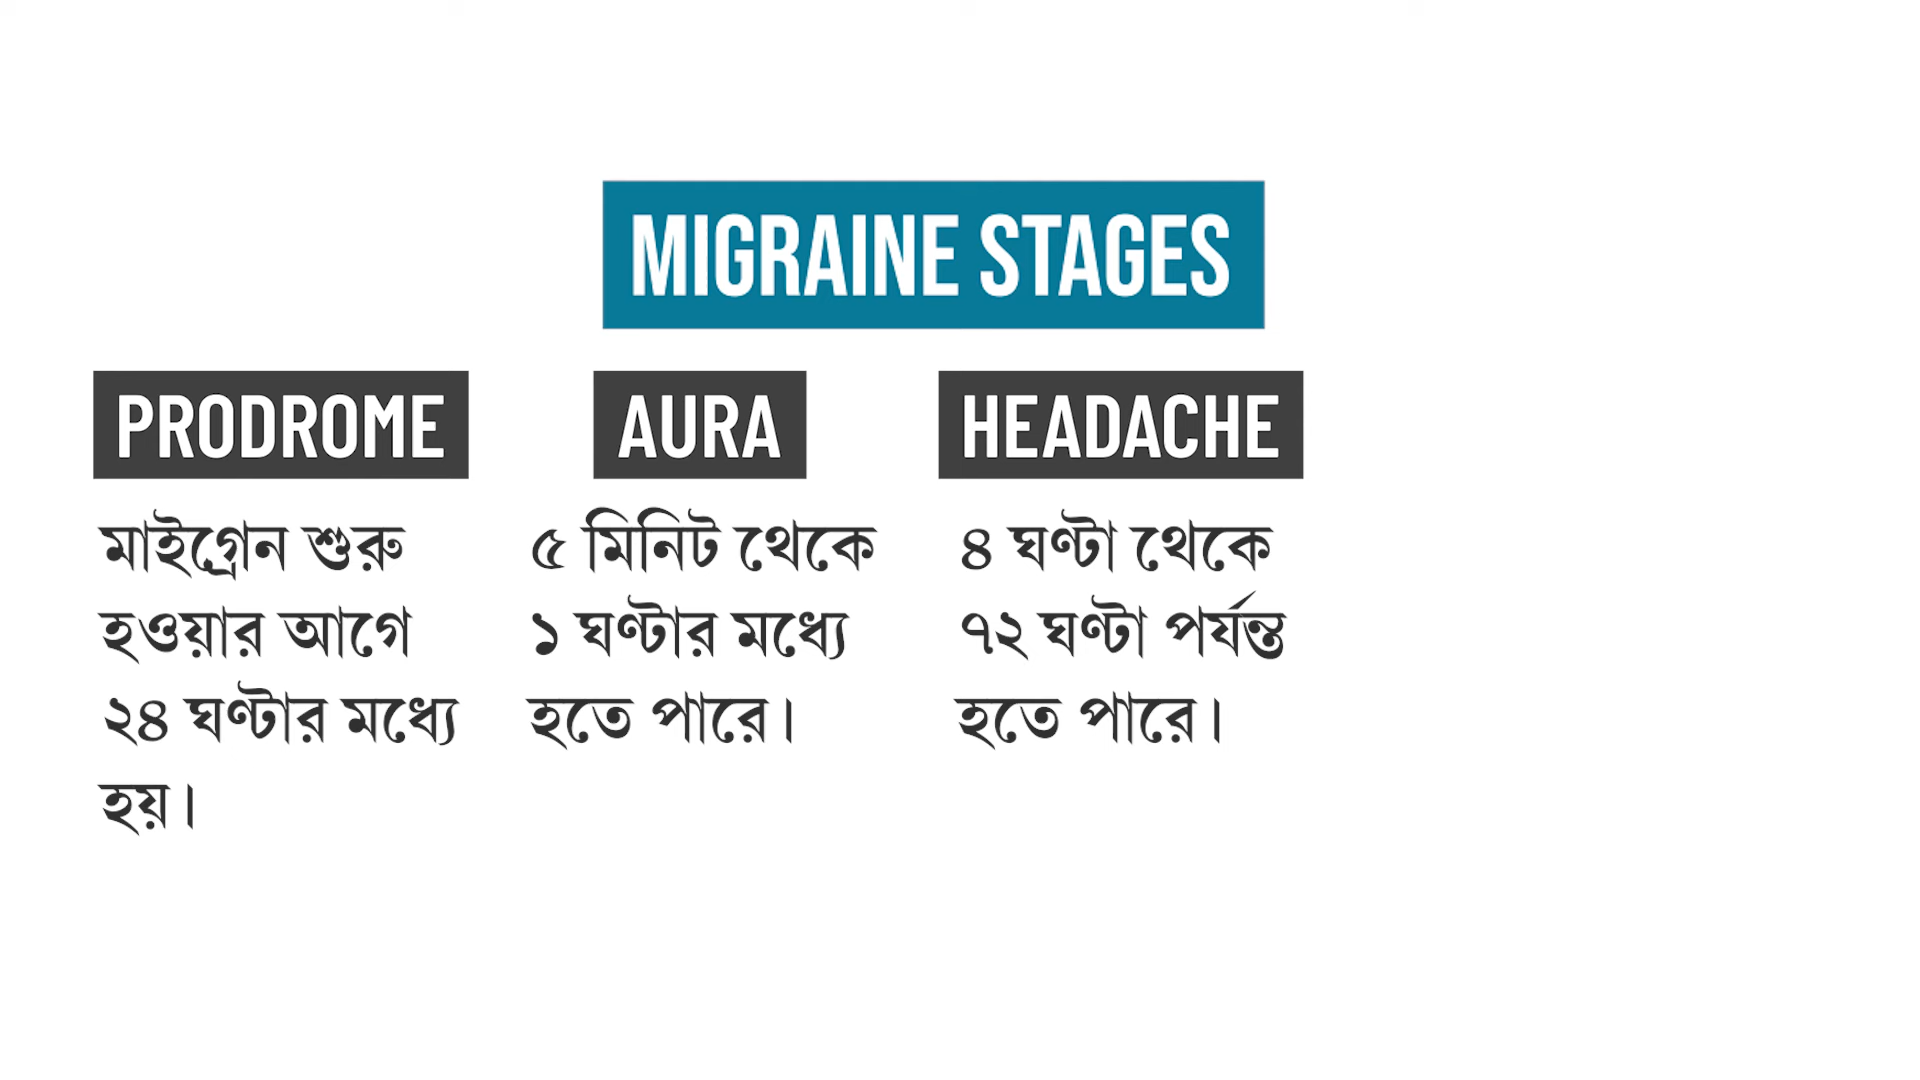 MIGRAINE STAGES
PRODROME
মাইগ্রেন শুরু
হওয়ার আগে
২৪ ঘণ্টার মধ্যে
হয়।
AURA
৫ মিনিট থেকে
১ ঘণ্টার মধ্যে
হতে পারে।
HEADACHE
৪ ঘণ্টা থেকে
৭২ ঘণ্টা পর্যন্ত
হতে পারে।